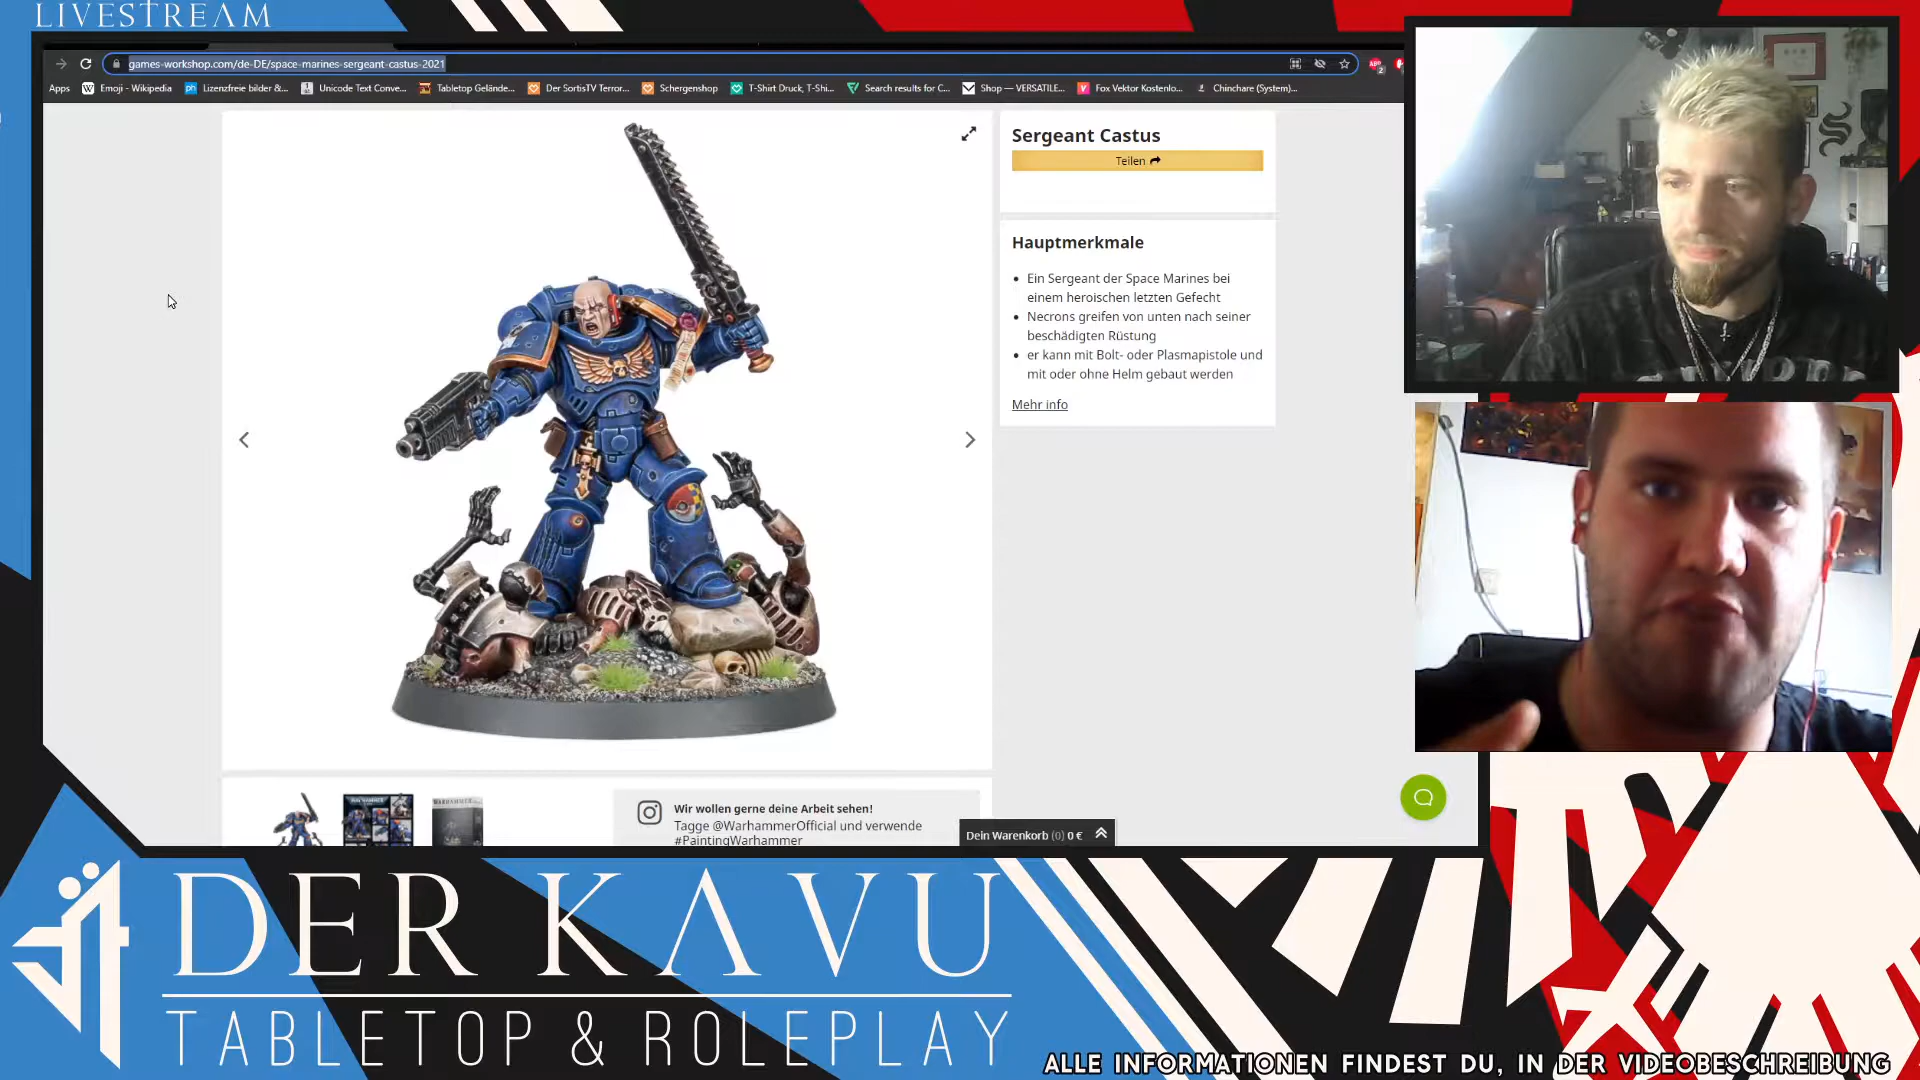 LIVESTREAM
games-workshop.com/de-DE/space-marines-sergeant-castus-2021
Apps Emoji - Wikipedia Lizenzfreie bilder &... Unicode Text Conve... Tabletop Gelände... Der SortisTV Terror... Schergenshop T-Shirt Druck, T-Shi... Search results for C... Shop — VERSATILE... Fox Vektor Kostenlo... Chinchare (System)...
Sergeant Castus
Teilen
Hauptmerkmale
Ein Sergeant der Space Marines bei
einem heroischen letzten Gefecht
Necrons greifen von unten nach seiner
beschädigten Rüstung
er kann mit Bolt- oder Plasmapistole und
mit oder ohne Helm gebaut werden
Mehr info
Wir wollen gerne deine Arbeit sehen!
Tagge @WarhammerOfficial und verwende
#PaintingWarhammer
Dein Warenkorb (0) 0 €
DER KAVU
TABLETOP & ROLEPLAY
ALLE INFORMATIONEN FINDEST DU, IN DER VIDEOBESCHREIBUNG